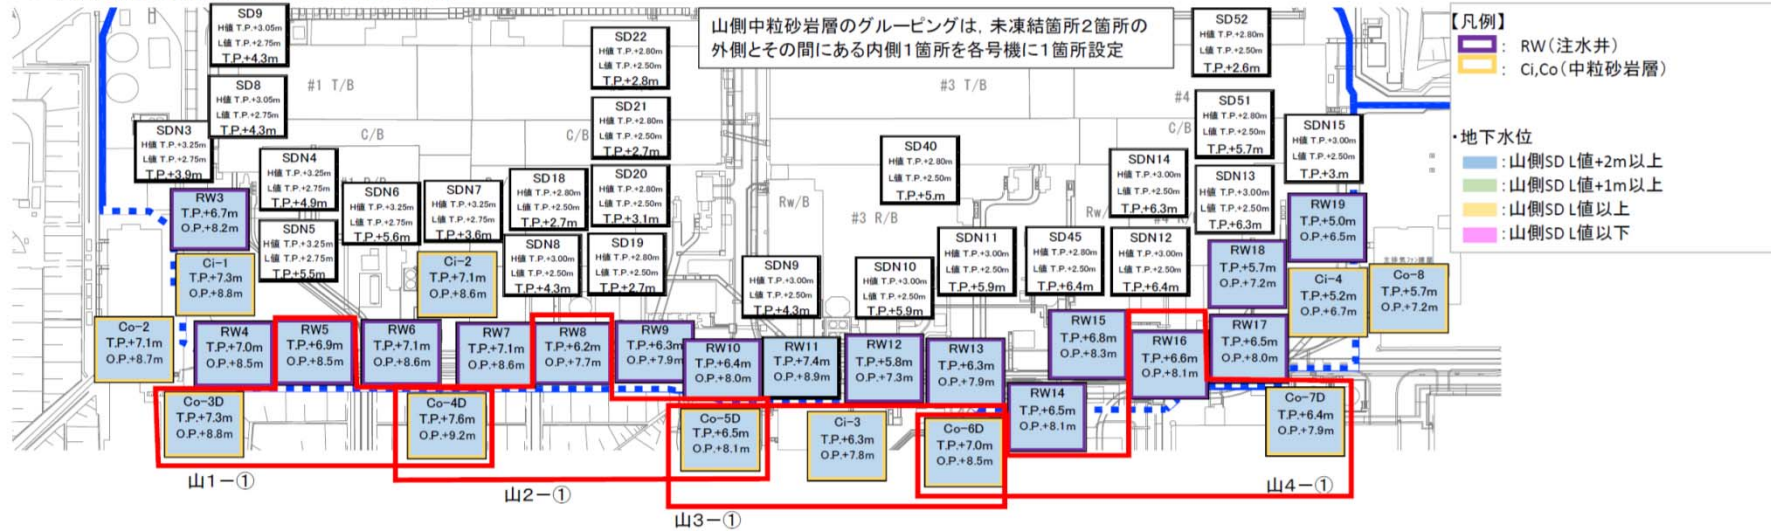 山側中粒砂岩層のグルーピングは，未凍結箇所2箇所の
外側とその間にある内側1箇所を各号機に1箇所設定
【凡例】
： RW（注水井）
： Ci,Co（中粒砂岩層）
・地下水位
：山側SD L値+2m以上
：山側SD L値+1m以上
：山側SD L値以上
：山側SD L値以下
SD9
H値 T.P.+3.05m
L値 T.P.+2.75m
T.P.+4.3m
SD8
H値 T.P.+3.05m
L値 T.P.+2.75m
T.P.+4.3m
SDN3
H値 T.P.+3.25m
L値 T.P.+2.75m
T.P.+3.9m
SDN4
H値 T.P.+3.25m
L値 T.P.+2.75m
T.P.+4.9m
SDN5
H値 T.P.+3.25m
L値 T.P.+2.75m
T.P.+5.5m
SDN6
H値 T.P.+3.25m
L値 T.P.+2.75m
T.P.+5.6m
SDN7
H値 T.P.+3.25m
L値 T.P.+2.75m
T.P.+3.6m
SD18
H値 T.P.+2.80m
L値 T.P.+2.50m
T.P.+2.7m
SDN8
H値 T.P.+3.00m
L値 T.P.+2.50m
T.P.+4.3m
SD22
H値 T.P.+2.80m
L値 T.P.+2.50m
T.P.+2.8m
SD21
H値 T.P.+2.80m
L値 T.P.+2.50m
T.P.+2.7m
SD20
H値 T.P.+2.80m
L値 T.P.+2.50m
T.P.+3.1m
SD19
H値 T.P.+2.80m
L値 T.P.+2.50m
T.P.+2.7m
SDN9
H値 T.P.+3.00m
L値 T.P.+2.50m
T.P.+4.3m
SD40
H値 T.P.+2.80m
L値 T.P.+2.50m
T.P.+5.m
SDN10
H値 T.P.+3.00m
L値 T.P.+2.50m
T.P.+5.9m
SDN11
H値 T.P.+3.00m
L値 T.P.+2.50m
T.P.+5.9m
SD45
H値 T.P.+2.80m
L値 T.P.+2.50m
T.P.+6.4m
SDN14
H値 T.P.+3.00m
L値 T.P.+2.50m
T.P.+6.3m
SDN12
H値 T.P.+3.00m
L値 T.P.+2.50m
T.P.+6.4m
SD52
H値 T.P.+2.80m
L値 T.P.+2.50m
T.P.+2.6m
SD51
H値 T.P.+2.80m
L値 T.P.+2.50m
T.P.+5.7m
SDN13
H値 T.P.+3.00m
L値 T.P.+2.50m
T.P.+6.3m
SDN15
H値 T.P.+3.00m
L値 T.P.+2.50m
T.P.+3.m
#1 T/B
C/B
C/B
Rw/B
#3 R/B
#3 T/B
#4
C/B
RW3
T.P.+6.7m
O.P.+8.2m
Ci-1
T.P.+7.3m
O.P.+8.8m
Ci-2
T.P.+7.1m
O.P.+8.6m
RW19
T.P.+5.0m
O.P.+6.5m
RW18
T.P.+5.7m
O.P.+7.2m
Ci-4
T.P.+5.2m
O.P.+6.7m
Co-8
T.P.+5.7m
O.P.+7.2m
Co-2
T.P.+7.1m
O.P.+8.7m
RW4
T.P.+7.0m
O.P.+8.5m
RW5
T.P.+6.9m
O.P.+8.5m
RW6
T.P.+7.1m
O.P.+8.6m
RW7
T.P.+7.1m
O.P.+8.6m
RW8
T.P.+6.2m
O.P.+7.7m
RW9
T.P.+6.3m
O.P.+7.9m
RW10
T.P.+6.4m
O.P.+8.0m
RW11
T.P.+7.4m
O.P.+8.9m
RW12
T.P.+5.8m
O.P.+7.3m
RW13
T.P.+6.3m
O.P.+7.9m
RW14
T.P.+6.5m
O.P.+8.1m
RW15
T.P.+6.8m
O.P.+8.3m
RW16
T.P.+6.6m
O.P.+8.1m
RW17
T.P.+6.5m
O.P.+8.0m
Co-3D
T.P.+7.3m
O.P.+8.8m
Co-4D
T.P.+7.6m
O.P.+9.2m
Co-5D
T.P.+6.5m
O.P.+8.1m
Ci-3
T.P.+6.3m
O.P.+7.8m
Co-6D
T.P.+7.0m
O.P.+8.5m
Co-7D
T.P.+6.4m
O.P.+7.9m
山1-①
山2-①
山3-①
山4-①